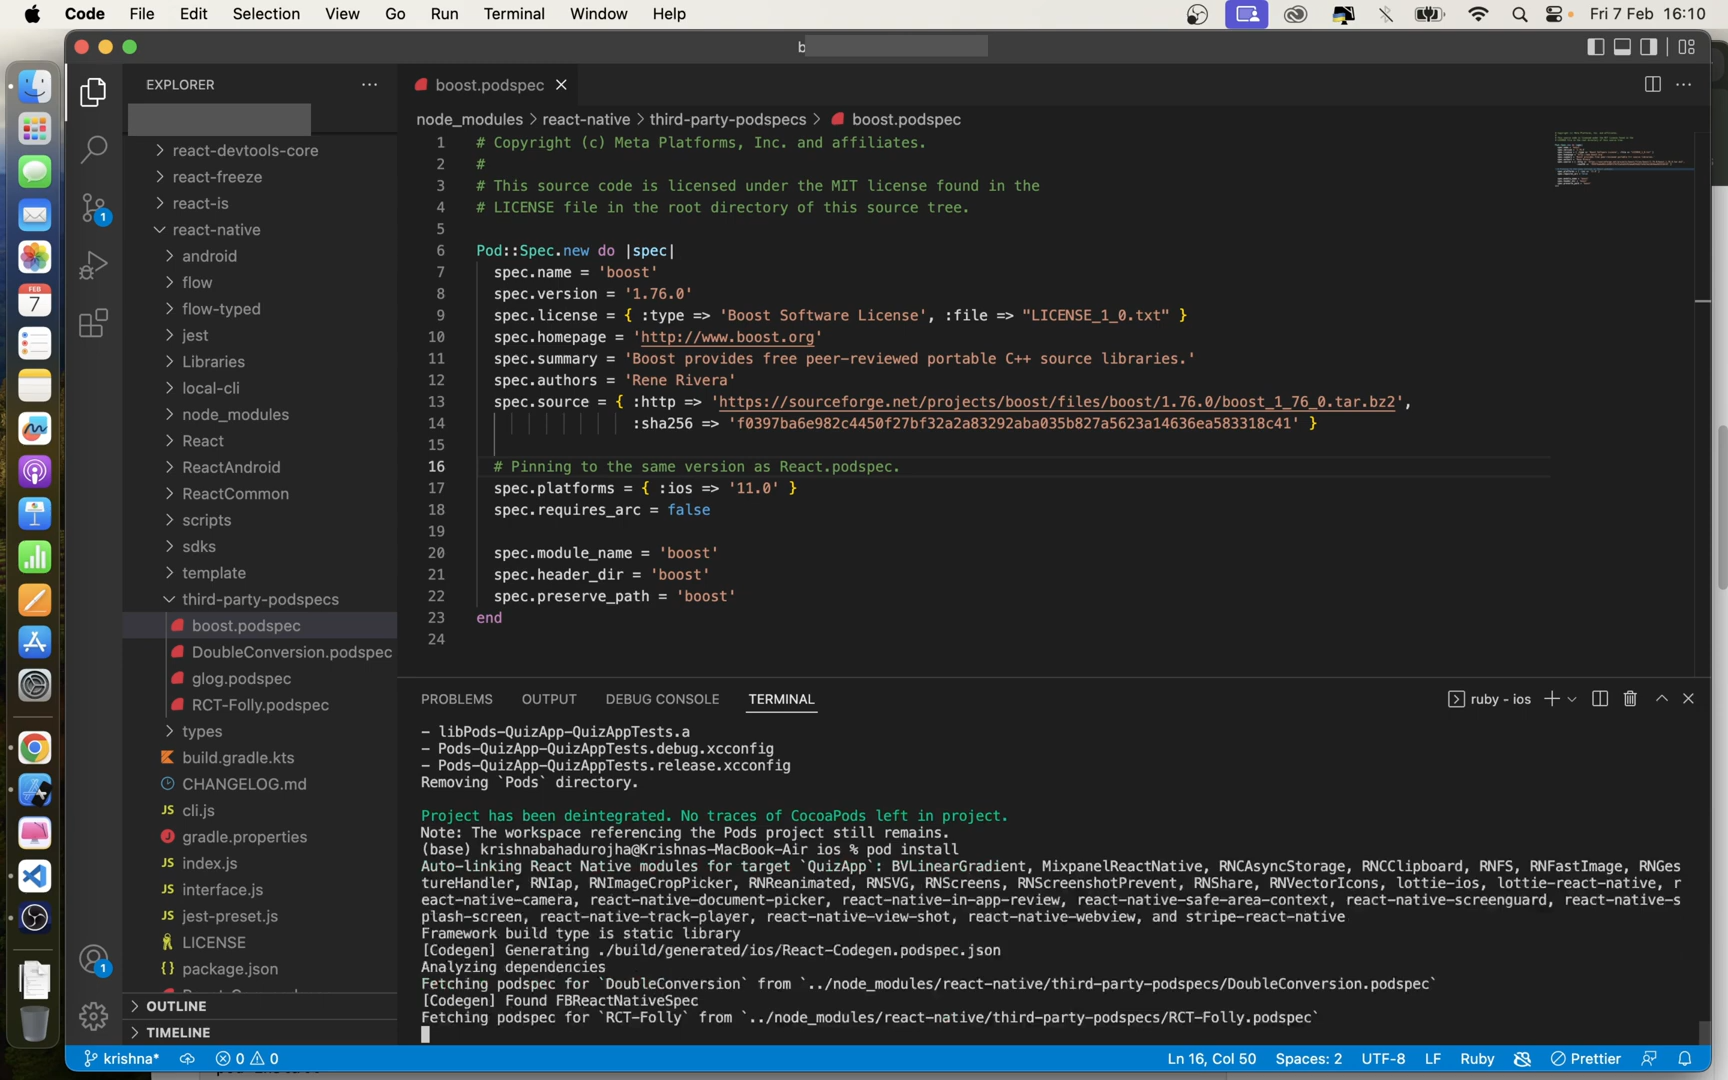 Code File Edit Selection View Go Run Terminal Window Help
Fri 7 Feb 16:10
b
EXPLORER
react-devtools-core
react-freeze
react-is
react-native
android
flow
flow-typed
jest
Libraries
local-cli
node_modules
React
ReactAndroid
ReactCommon
scripts
sdks
template
third-party-podspecs
boost.podspec
DoubleConversion.podspec
glog.podspec
RCT-Folly.podspec
types
build.gradle.kts
CHANGELOG.md
JS cli.js
gradle.properties
JS index.js
JS interface.js
JS jest-preset.js
LICENSE
{} package.json
OUTLINE
TIMELINE
FEB
7
1
1
boost.podspec
node_modules > react-native > third-party-podspecs > boost.podspec
1 # Copyright (c) Meta Platforms, Inc. and affiliates.
2 #
3 # This source code is licensed under the MIT license found in the
4 # LICENSE file in the root directory of this source tree.
5
6 Pod::Spec.new do |spec|
7 spec.name = 'boost'
8 spec.version = '1.76.0'
9 spec.license = { :type => 'Boost Software License', :file => "LICENSE_1_0.txt" }
10 spec.homepage = 'http://www.boost.org'
11 spec.summary = 'Boost provides free peer-reviewed portable C++ source libraries.'
12 spec.authors = 'Rene Rivera'
13 spec.source = { :http => 'https://sourceforge.net/projects/boost/files/boost/1.76.0/boost_1_76_0.tar.bz2',
14 :sha256 => 'f0397ba6e982c4450f27bf32a2a83292aba035b827a5623a14636ea583318c41' }
15
16 # Pinning to the same version as React.podspec.
17 spec.platforms = { :ios => '11.0' }
18 spec.requires_arc = false
19
20 spec.module_name = 'boost'
21 spec.header_dir = 'boost'
22 spec.preserve_path = 'boost'
23 end
24
PROBLEMS OUTPUT DEBUG CONSOLE TERMINAL
ruby - ios
- libPods-QuizApp-QuizAppTests.a
- Pods-QuizApp-QuizAppTests.debug.xcconfig
- Pods-QuizApp-QuizAppTests.release.xcconfig
Removing `Pods` directory.
Project has been deintegrated. No traces of CocoaPods left in project.
Note: The workspace referencing the Pods project still remains.
(base) krishnabahadurojha@Krishnas-MacBook-Air ios % pod install
Auto-linking React Native modules for target `QuizApp`: BVLinearGradient, MixpanelReactNative, RNCAsyncStorage, RNCClipboard, RNFS, RNFastImage, RNGes
tureHandler, RNIap, RNImageCropPicker, RNReanimated, RNSVG, RNScreens, RNScreenshotPrevent, RNShare, RNVectorIcons, lottie-ios, lottie-react-native, r
eact-native-camera, react-native-document-picker, react-native-in-app-review, react-native-safe-area-context, react-native-screenguard, react-native-s
plash-screen, react-native-track-player, react-native-view-shot, react-native-webview, and stripe-react-native
Framework build type is static library
[Codegen] Generating ./build/generated/ios/React-Codegen.podspec.json
Analyzing dependencies
Fetching podspec for `DoubleConversion` from `../node_modules/react-native/third-party-podspecs/DoubleConversion.podspec`
[Codegen] Found FBReactNativeSpec
Fetching podspec for `RCT-Folly` from `../node_modules/react-native/third-party-podspecs/RCT-Folly.podspec`
krishna* 0 0
Ln 16, Col 50 Spaces: 2 UTF-8 LF Ruby Prettier